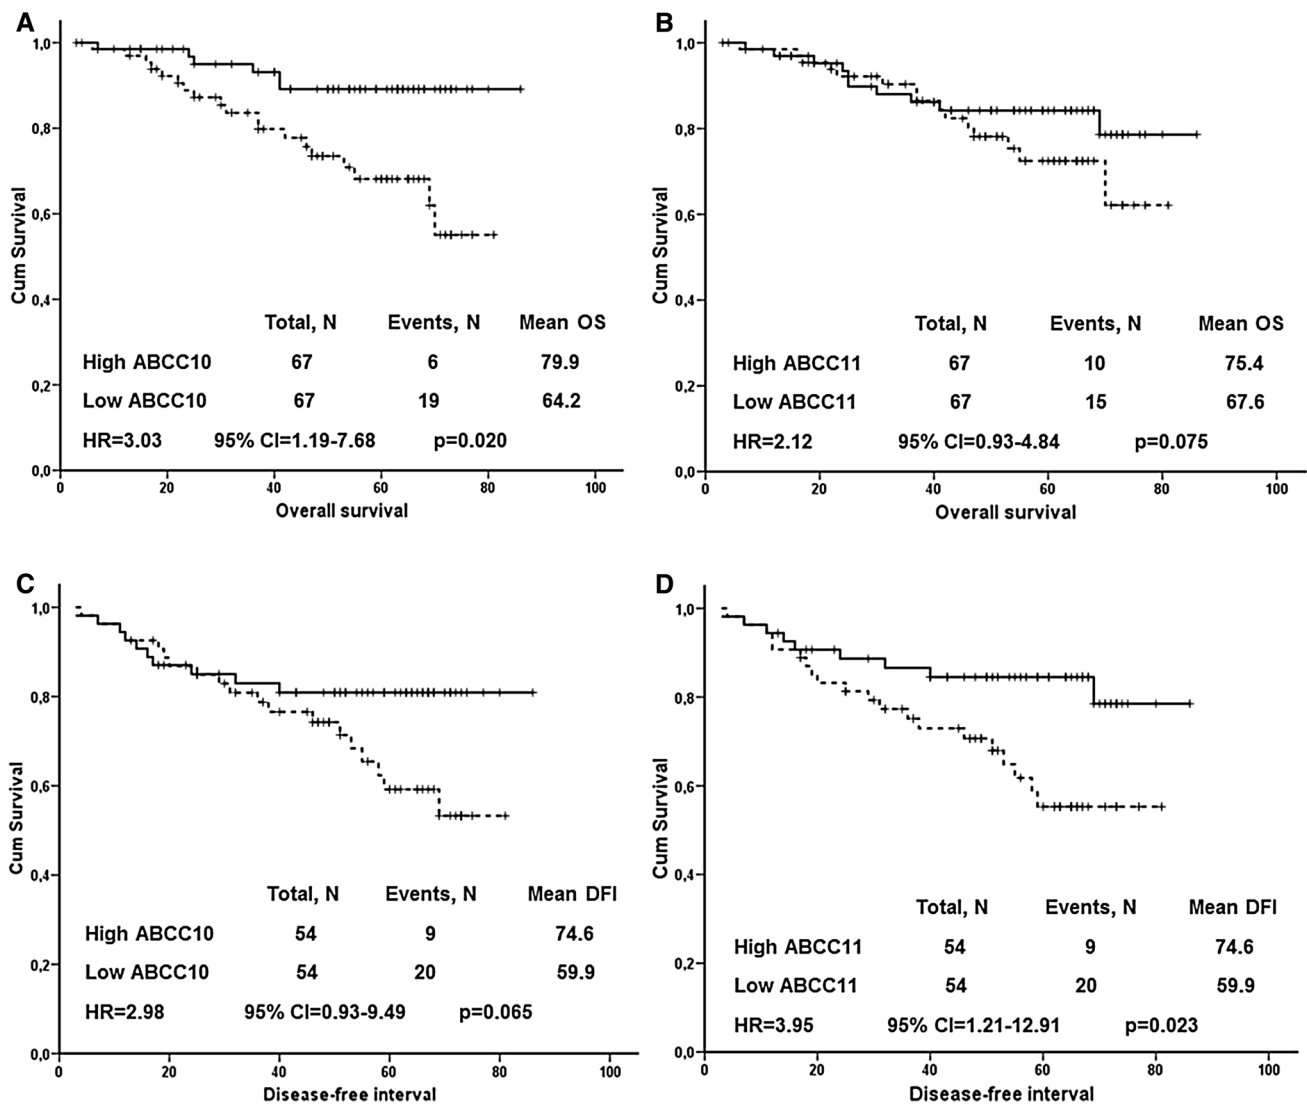 A
1,0
0,8
0,6
0,4
0,2
0,0
Cum Survival
Total, N Events, N Mean OS
High ABCC10 67 6 79.9
Low ABCC10 67 19 64.2
HR=3.03 95% CI=1.19-7.68 p=0.020
0 20 40 60 80 100
Overall survival
B
1,0
0,8
0,6
0,4
0,2
0,0
Cum Survival
Total, N Events, N Mean OS
High ABCC11 67 10 75.4
Low ABCC11 67 15 67.6
HR=2.12 95% CI=0.93-4.84 p=0.075
0 20 40 60 80 100
Overall survival
C
1,0
0,8
0,6
0,4
0,2
0,0
Cum Survival
Total, N Events, N Mean DFI
High ABCC10 54 9 74.6
Low ABCC10 54 20 59.9
HR=2.98 95% CI=0.93-9.49 p=0.065
0 20 40 60 80 100
Disease-free interval
D
1,0
0,8
0,6
0,4
0,2
0,0
Cum Survival
Total, N Events, N Mean DFI
High ABCC11 54 9 74.6
Low ABCC11 54 20 59.9
HR=3.95 95% CI=1.21-12.91 p=0.023
0 20 40 60 80 100
Disease-free interval